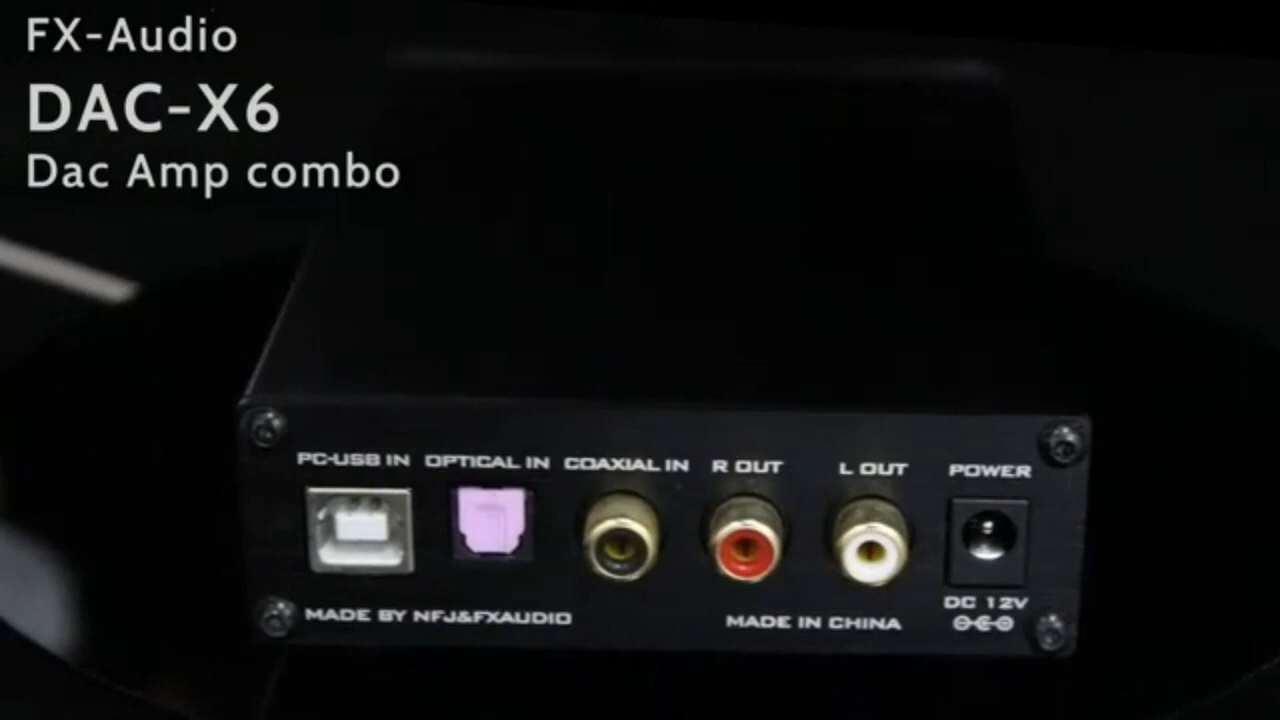 FX-Audio
DAC-X6
Dac Amp combo
PC-USB IN OPTICAL IN COAXIAL IN R OUT L OUT POWER
DC 12V
MADE BY NFJ&FXAUDIO MADE IN CHINA